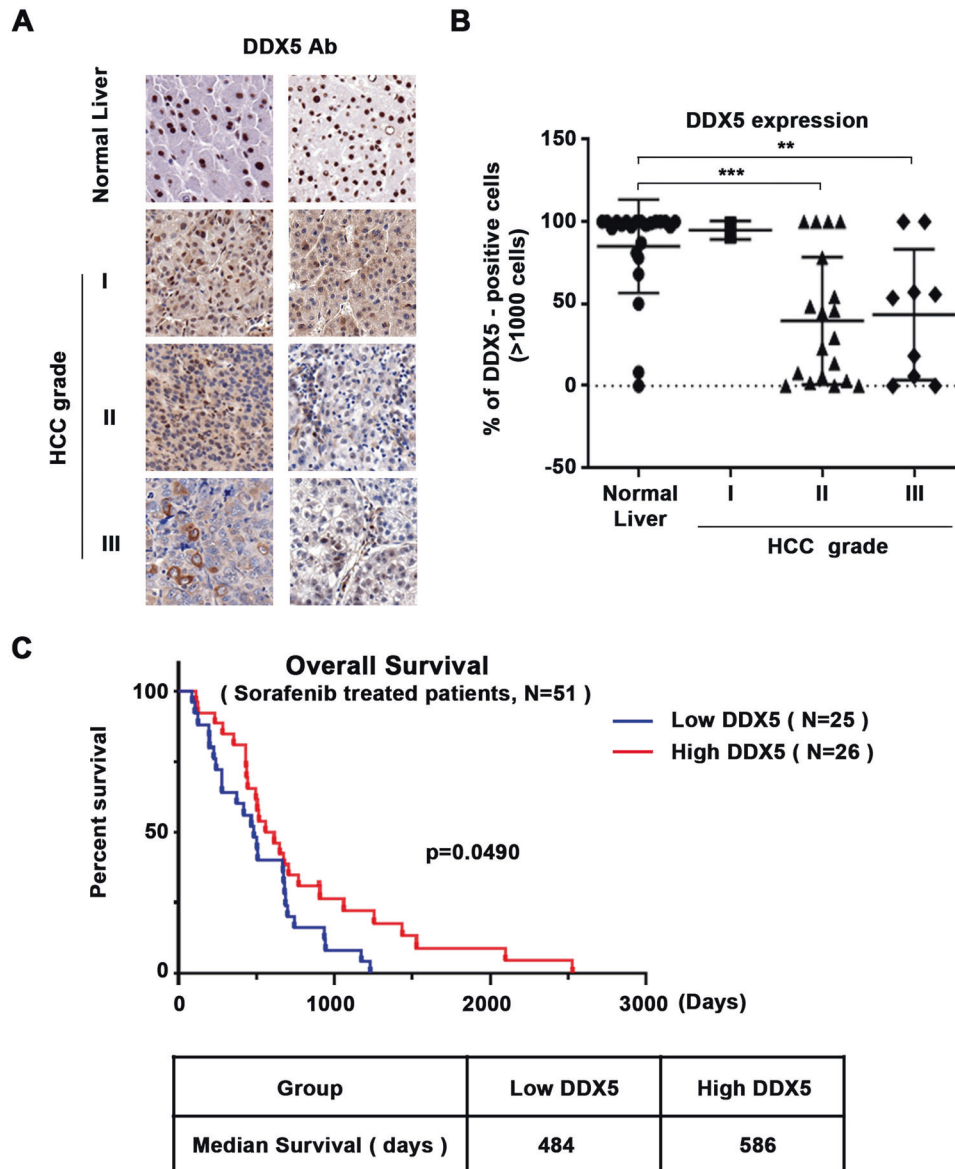 A
DDX5 Ab
Normal Liver
HCC grade
I
II
III
B
DDX5 expression
% of DDX5 - positive cells
(>1000 cells)
150
100
50
0
-50
**
***
Normal
Liver
I
II
III
HCC grade
C
Overall Survival
( Sorafenib treated patients, N=51 )
Percent survival
100
50
0
0
1000
2000
3000
(Days)
Low DDX5 ( N=25 )
High DDX5 ( N=26 )
p=0.0490
Group
Low DDX5
High DDX5
Median Survival ( days )
484
586